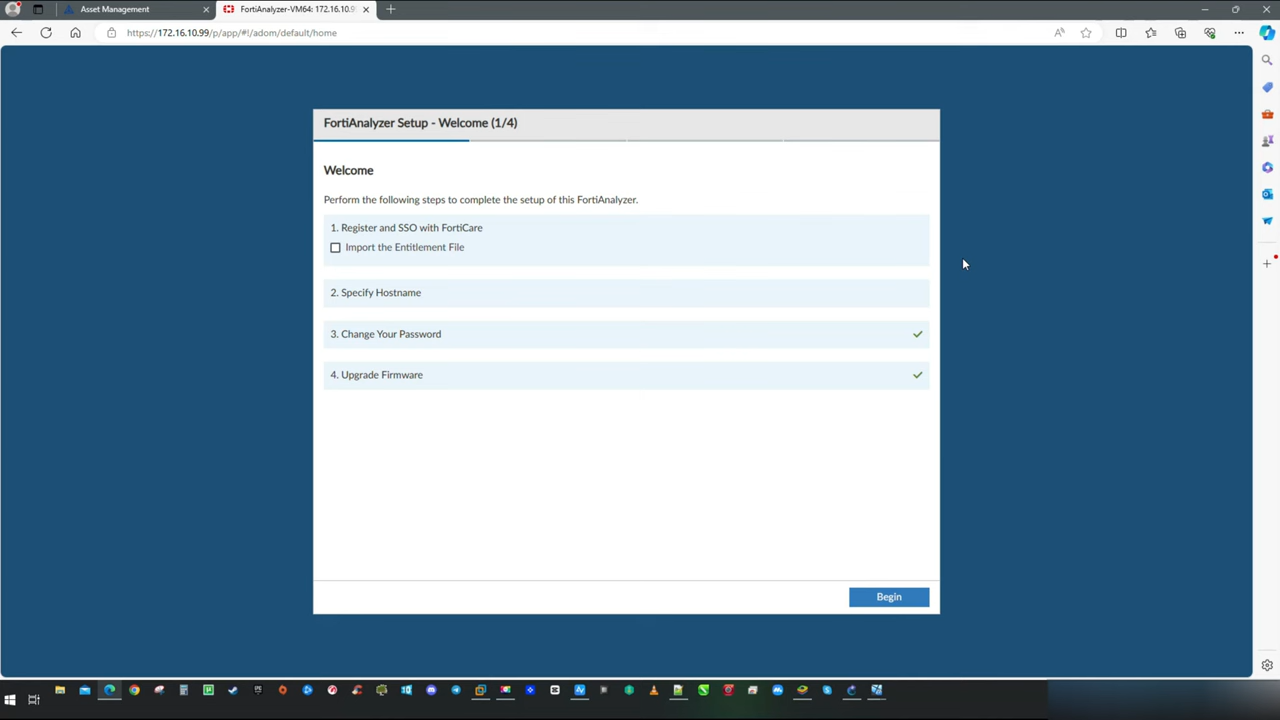 Asset Management
FortiAnalyzer-VM64: 172.16.10.9
https://172.16.10.99/p/app/#!/adom/default/home
FortiAnalyzer Setup - Welcome (1/4)
Welcome
Perform the following steps to complete the setup of this FortiAnalyzer.
1. Register and SSO with FortiCare
Import the Entitlement File
2. Specify Hostname
3. Change Your Password
4. Upgrade Firmware
Begin